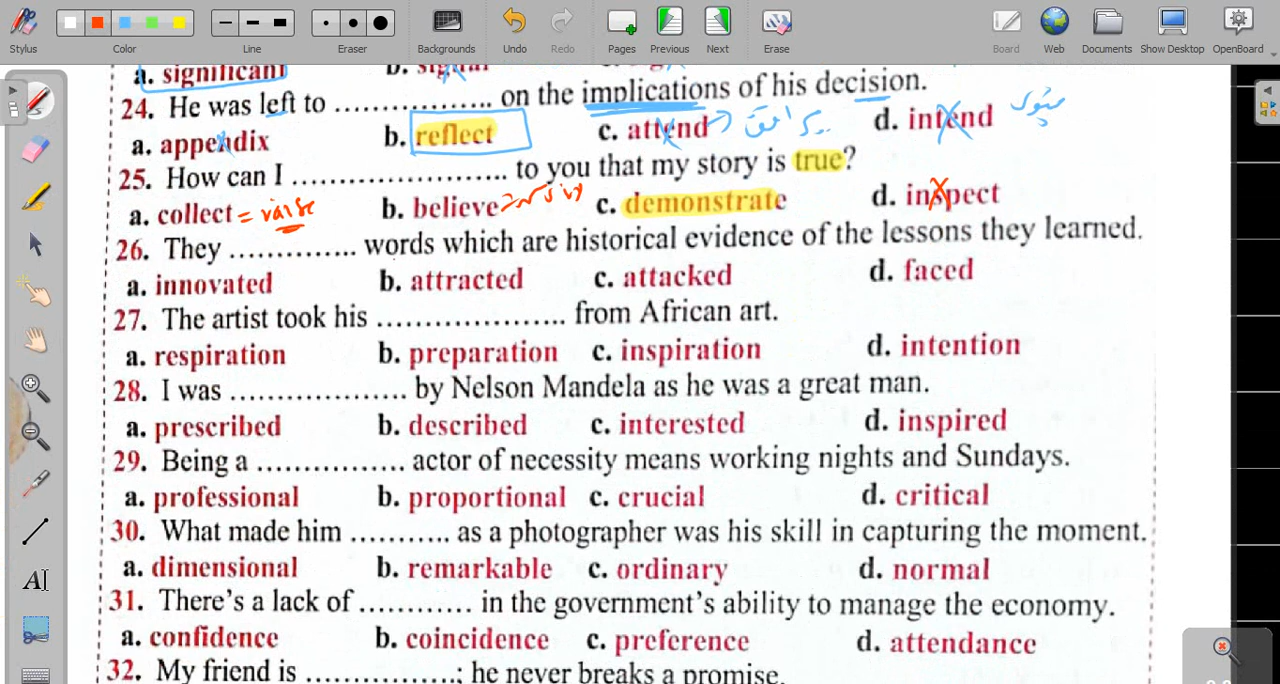 Stylus Color Line Eraser Backgrounds Undo Redo Pages Previous Next Erase Board Web Documents Show Desktop OpenBoard
a. significant
24. He was left to ................. on the implications of his decision.
a. appendix b. reflect c. attend d. intend
25. How can I ....................... to you that my story is true?
a. collect = raise b. believe c. demonstrate d. inspect
26. They .............. words which are historical evidence of the lessons they learned.
a. innovated b. attracted c. attacked d. faced
27. The artist took his .................... from African art.
a. respiration b. preparation c. inspiration d. intention
28. I was .................... by Nelson Mandela as he was a great man.
a. prescribed b. described c. interested d. inspired
29. Being a ................ actor of necessity means working nights and Sundays.
a. professional b. proportional c. crucial d. critical
30. What made him ........... as a photographer was his skill in capturing the moment.
a. dimensional b. remarkable c. ordinary d. normal
31. There's a lack of ............ in the government's ability to manage the economy.
a. confidence b. coincidence c. preference d. attendance
32. My friend is ................; he never breaks a promise.